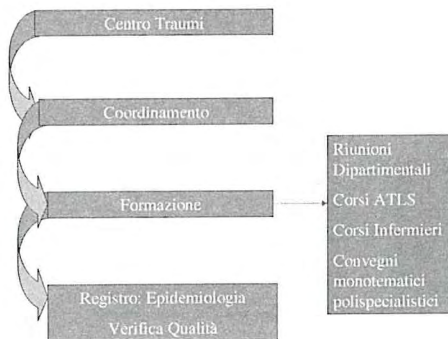 Centro Traumi
Coordinamento
Formazione
Riunioni
Dipartimentali
Corsi ATLS
Corsi Infermieri
Convegni
monotematici
polispecialistici
Registro: Epidemiologia
Verifica Qualità